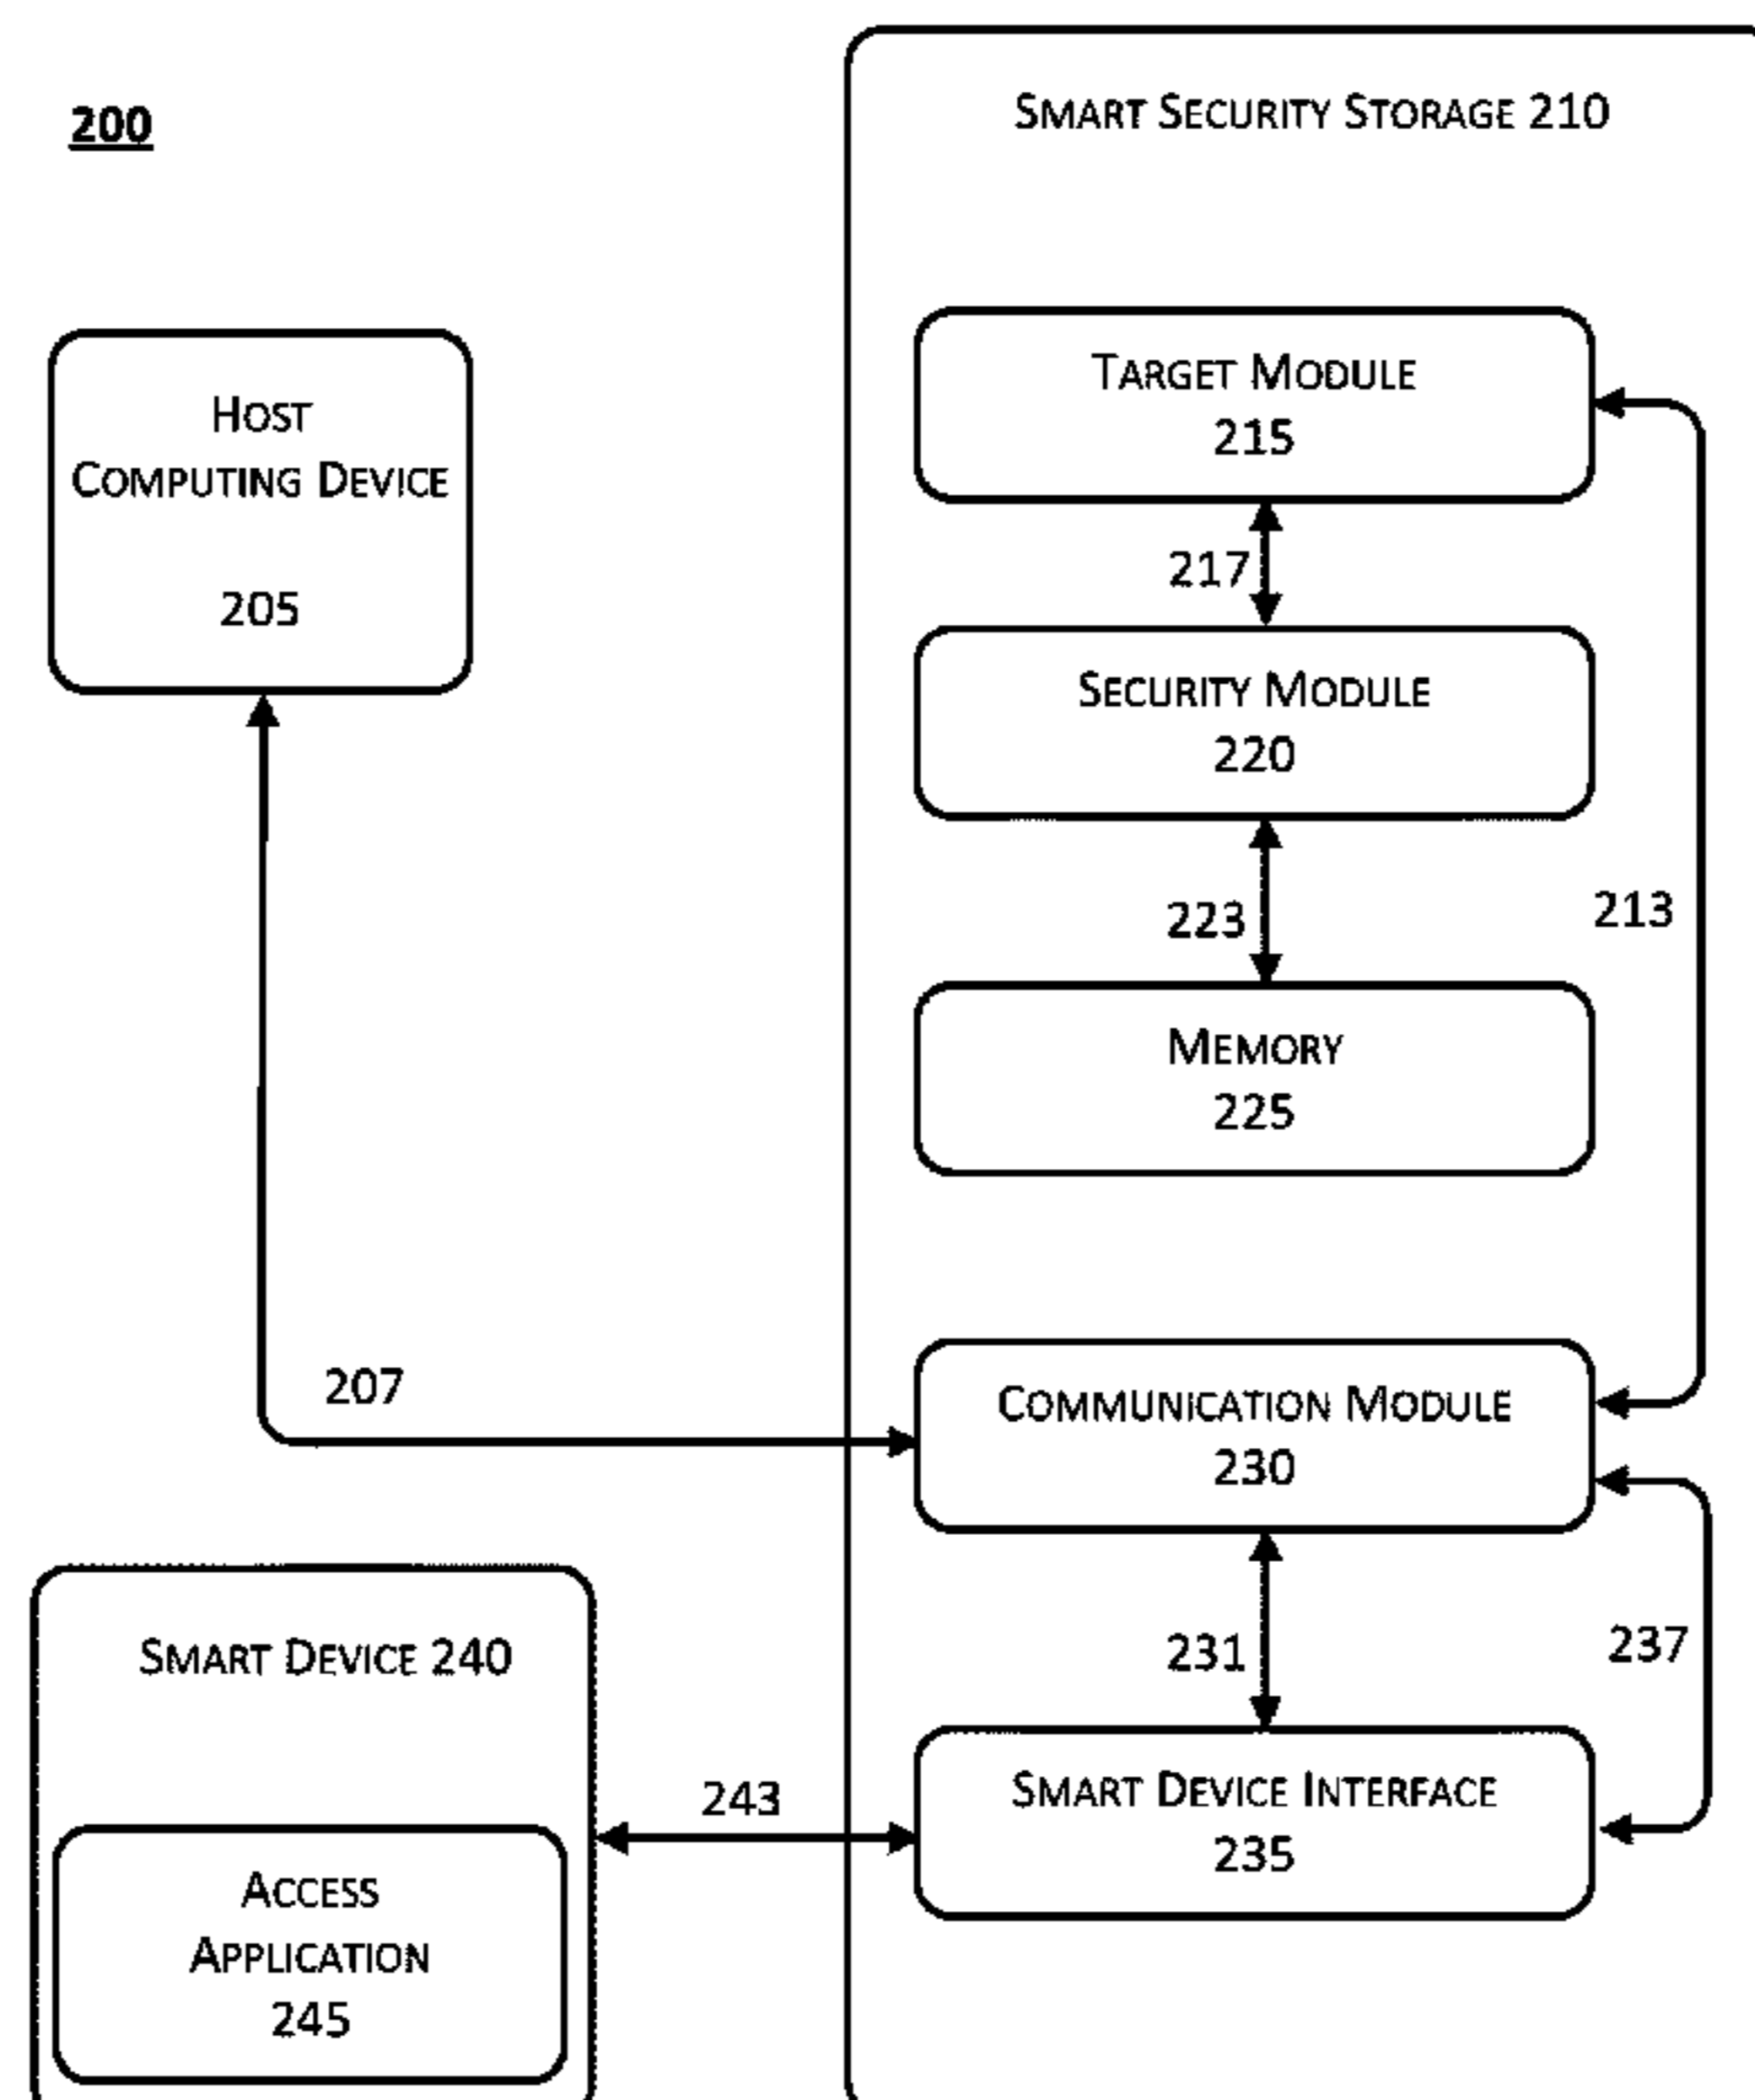 200
SMART SECURITY STORAGE 210
HOST
COMPUTING DEVICE
205
TARGET MODULE
215
217
SECURITY MODULE
220
223
213
MEMORY
225
207
COMMUNICATION MODULE
230
231
237
SMART DEVICE 240
243
SMART DEVICE INTERFACE
235
ACCESS
APPLICATION
245